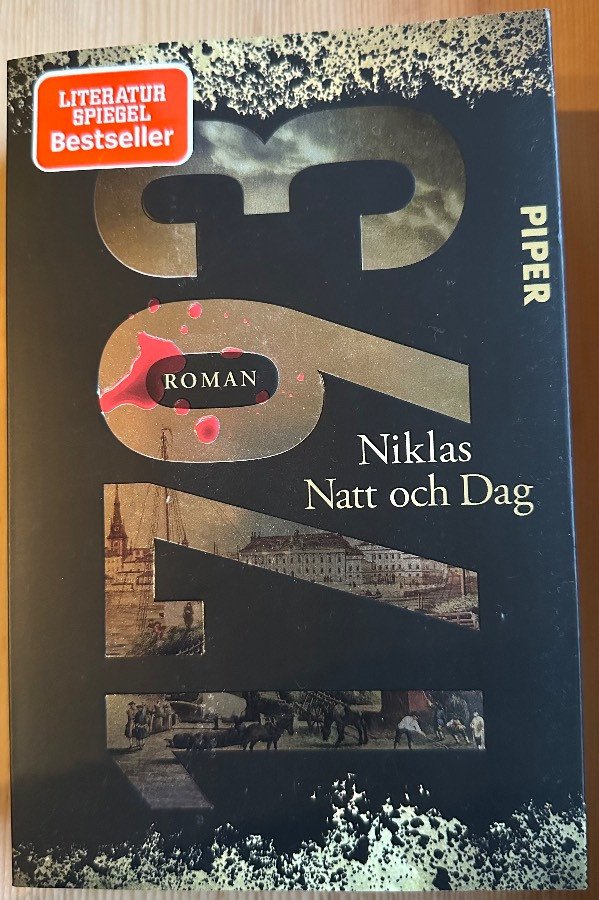 LITERATUR
SPIEGEL
Bestseller
PIPER
1793
ROMAN
Niklas
Natt och Dag